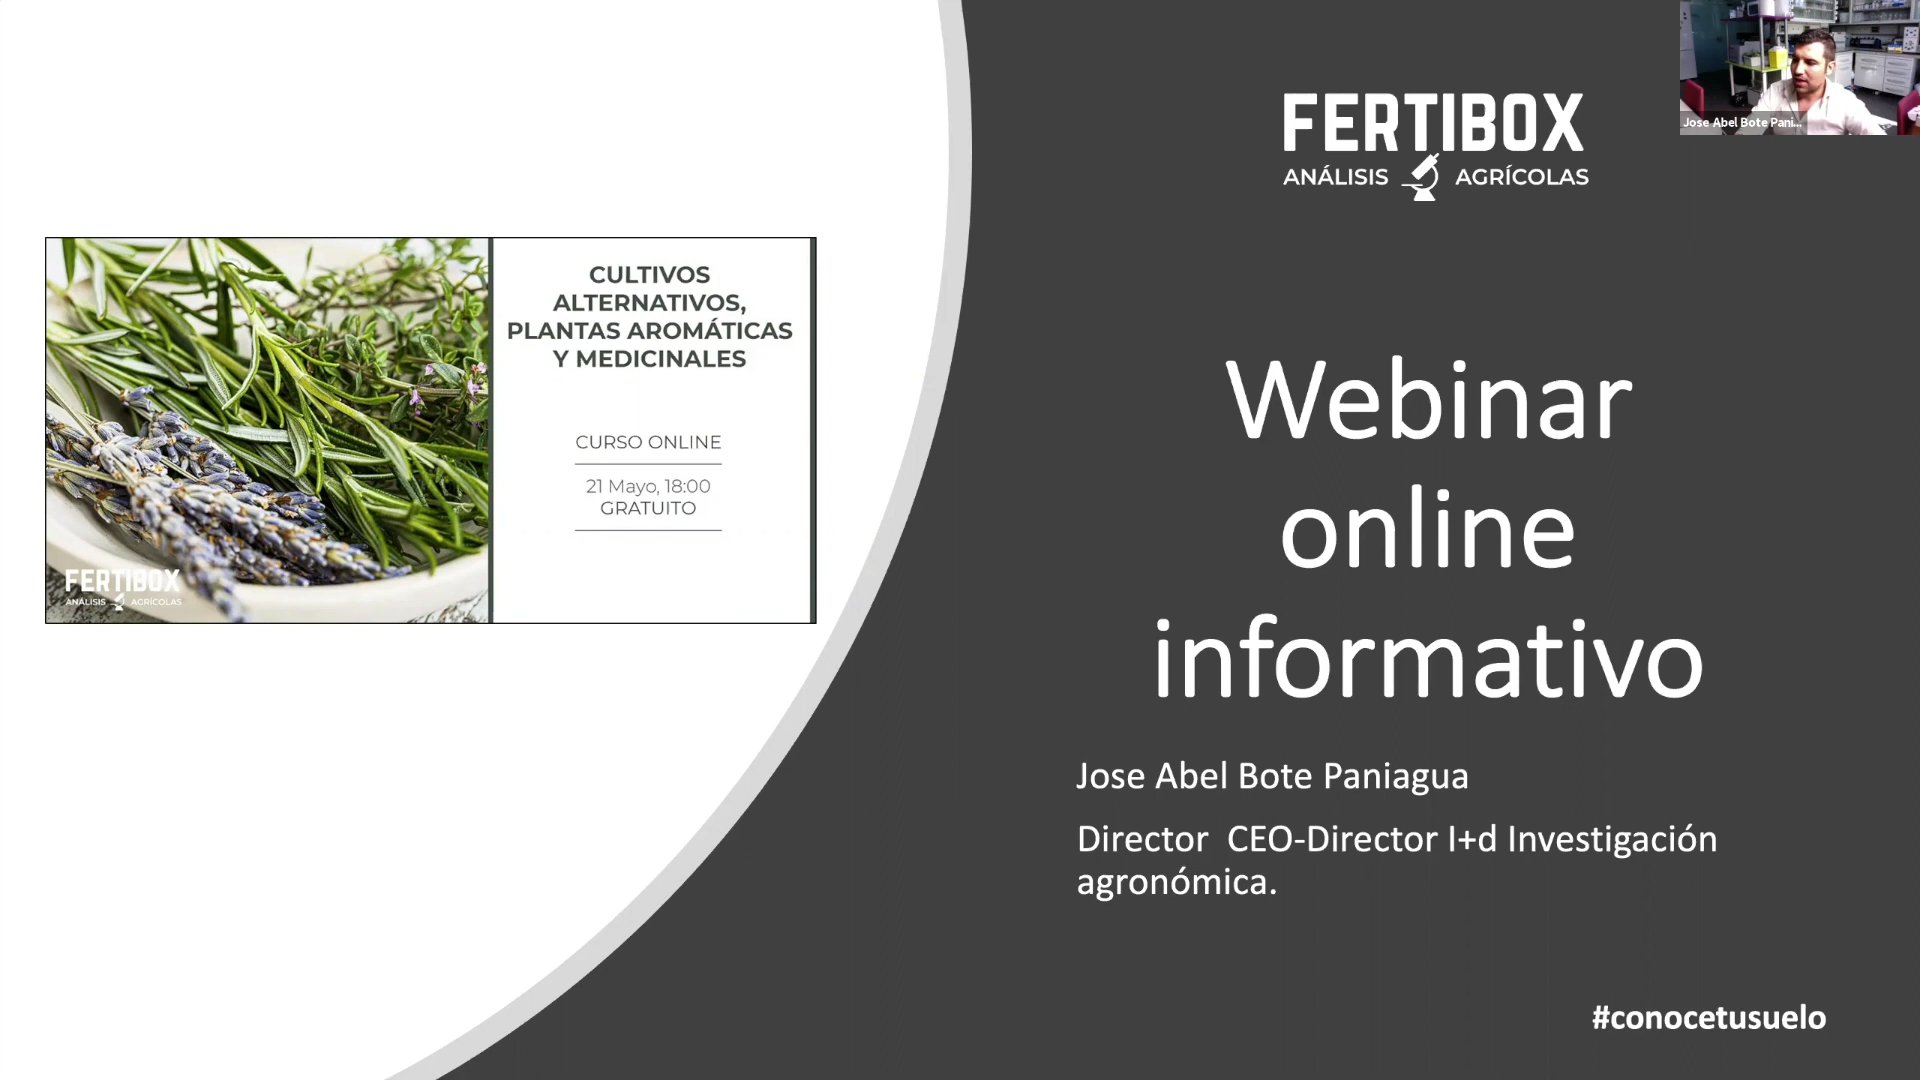 CULTIVOS
ALTERNATIVOS,
PLANTAS AROMÁTICAS
Y MEDICINALES
CURSO ONLINE
21 Mayo, 18:00
GRATUITO
FERTIBOX
ANÁLISIS AGRÍCOLAS
FERTIBOX
ANÁLISIS AGRÍCOLAS
Jose Abel Bote Pani...
Webinar
online
informativo
Jose Abel Bote Paniagua
Director  CEO-Director I+d Investigación
agronómica.
#conocetusuelo